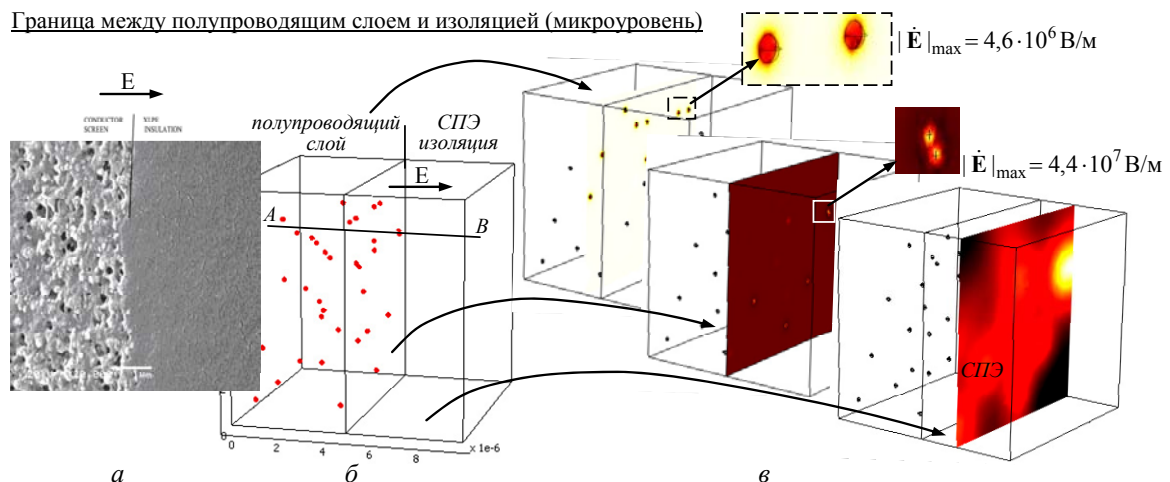 Граница между полупроводящим слоем и изоляцией (микроуровень)
| Ė |max = 4,6·10⁶ В/м
E
CONDUCTOR SCREEN
XLPE INSULATION
полупроводящий слой
СПЭ изоляция
E
A
B
| Ė |max = 4,4·10⁷ В/м
СПЭ
0 2 4 6 8 x 1e-6
а б в